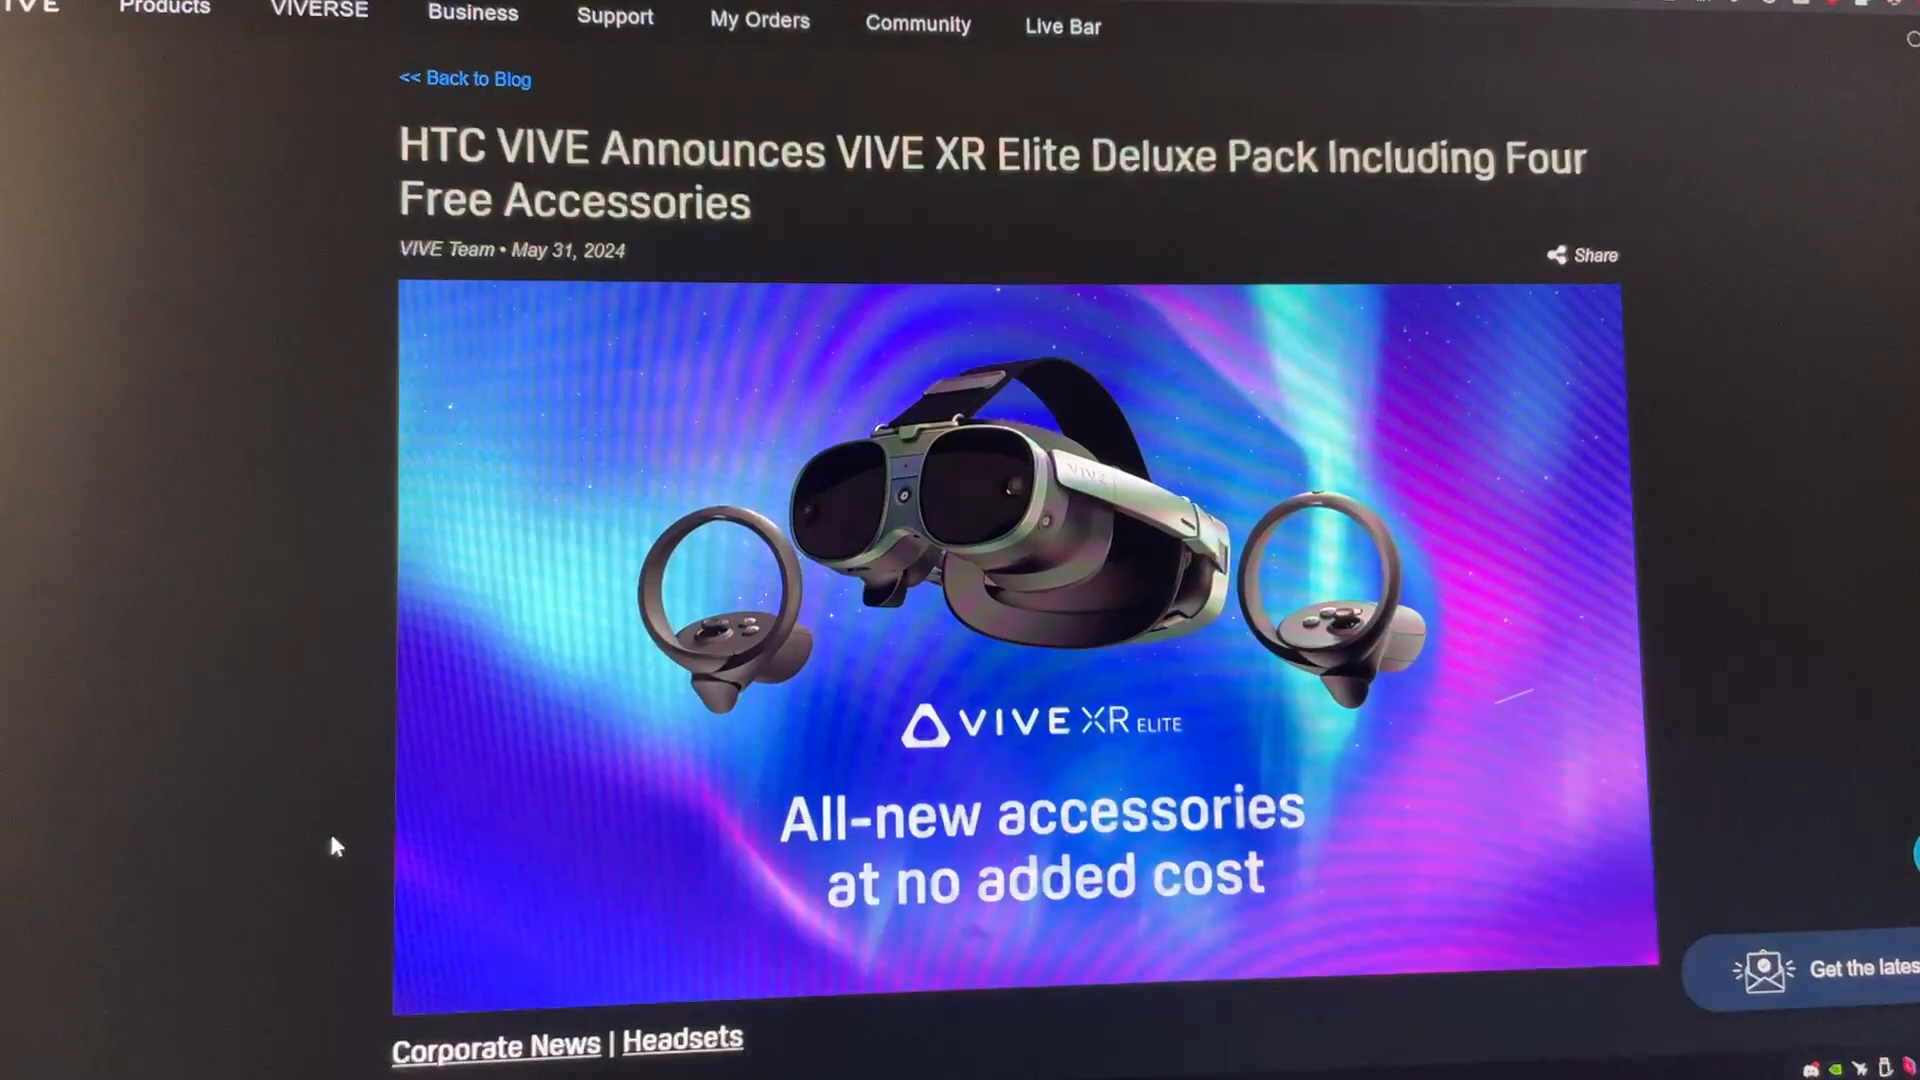 Products VIVERSE Business Support My Orders Community Live Bar
<< Back to Blog
HTC VIVE Announces VIVE XR Elite Deluxe Pack Including Four
Free Accessories
VIVE Team • May 31, 2024
Share
VIVE
VIVE XR ELITE
All-new accessories
at no added cost
Get the lates
Corporate News | Headsets